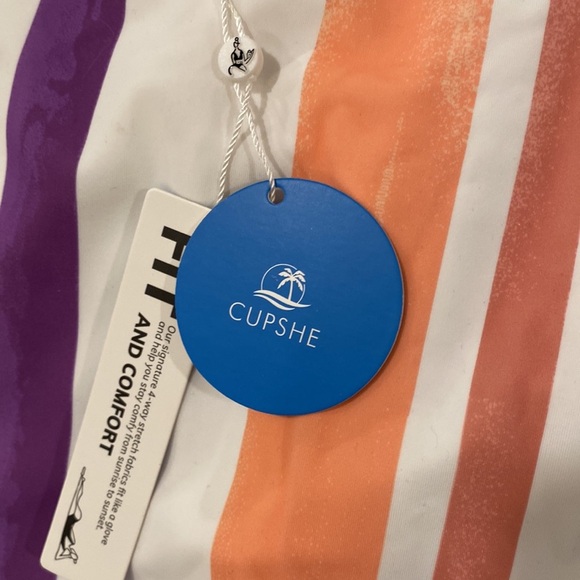 CUPSHE
FIT
AND COMFORT
Our signature 4-way stretch fabrics fit like a glove
and help you stay comfy from sunrise to sunset.